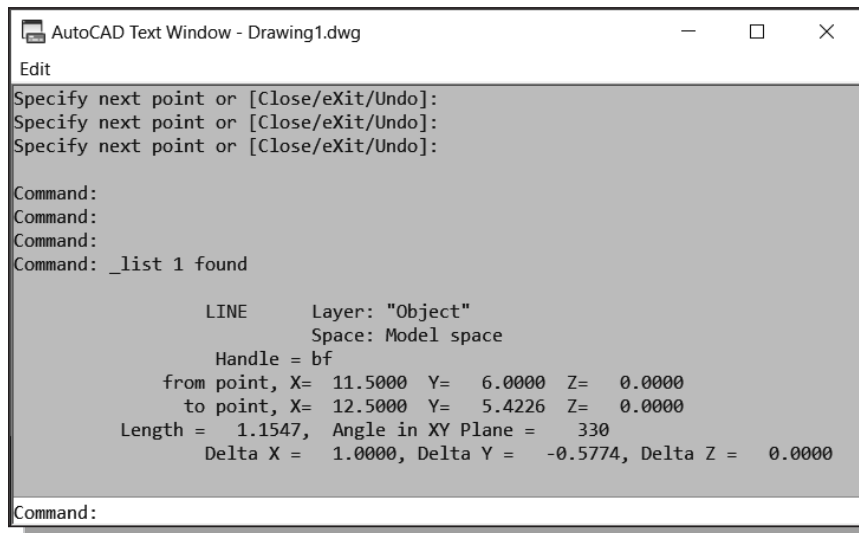 AutoCAD Text Window - Drawing1.dwg
Edit
Specify next point or [Close/eXit/Undo]:
Specify next point or [Close/eXit/Undo]:
Specify next point or [Close/eXit/Undo]:
Command:
Command:
Command:
Command: _list 1 found
LINE Layer: "Object"
Space: Model space
Handle = bf
from point, X= 11.5000 Y= 6.0000 Z= 0.0000
to point, X= 12.5000 Y= 5.4226 Z= 0.0000
Length = 1.1547, Angle in XY Plane = 330
Delta X = 1.0000, Delta Y = -0.5774, Delta Z = 0.0000
Command: